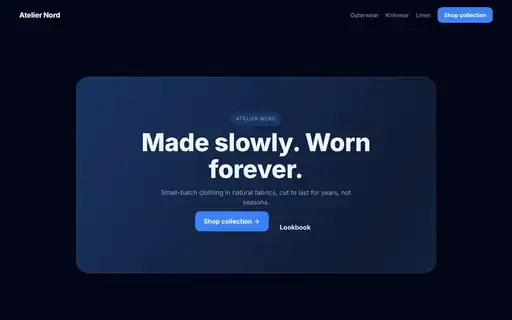 Atelier Nord
Outerwear Knitwear Linen Shop collection
ATELIER NORD
Made slowly. Worn
forever.
Small-batch clothing in natural fabrics, cut to last for years, not
seasons.
Shop collection →
Lookbook